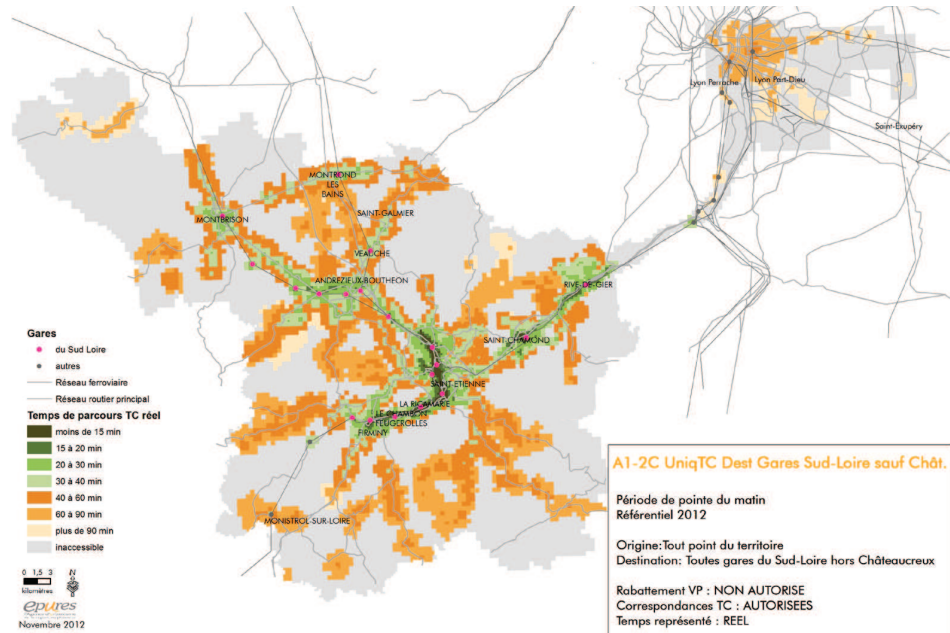 Lyon Perrache
Lyon Part-Dieu
Saint-Exupéry
MONTROND
LES
BAINS
SAINT-GALMIER
MONTBRISON
VEAUCHE
ANDREZIEUX-BOUTHEON
RIVE-DE-GIER
SAINT-CHAMOND
SAINT-ETIENNE
LA RICAMARIE
LE CHAMBON
FEUGEROLLES
FIRMINY
MONISTROL-SUR-LOIRE
Gares
du Sud Loire
autres
Réseau ferroviaire
Réseau routier principal
Temps de parcours TC réel
moins de 15 min
15 à 20 min
20 à 30 min
30 à 40 min
40 à 60 min
60 à 90 min
plus de 90 min
inaccessible
0 1,5 3
kilomètres
N
epures
Novembre 2012
A1-2C UniqTC Dest Gares Sud-Loire sauf Chât.
Période de pointe du matin
Référentiel 2012
Origine:Tout point du territoire
Destination: Toutes gares du Sud-Loire hors Châteaucreux
Rabattement VP : NON AUTORISE
Correspondances TC : AUTORISEES
Temps représenté : REEL